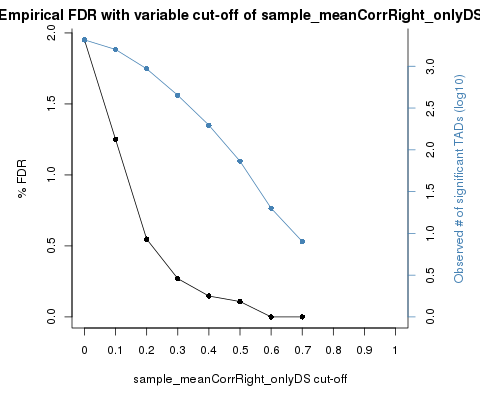 Empirical FDR with variable cut-off of sample_meanCorrRight_onlyDS
% FDR
2.0
1.5
1.0
0.5
0.0
3.0
2.5
2.0
1.5
1.0
0.5
0.0
Observed # of significant TADs (log10)
0 0.1 0.2 0.3 0.4 0.5 0.6 0.7 0.8 0.9 1
sample_meanCorrRight_onlyDS cut-off